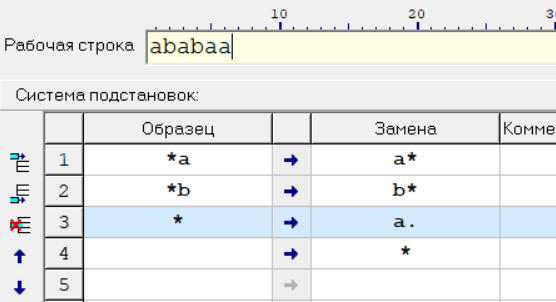 10 20 3
Рабочая строка ababaa
Система подстановок:
Образец Замена Комме
1 *a → a*
2 *b → b*
3 * → a.
4 → *
5 →